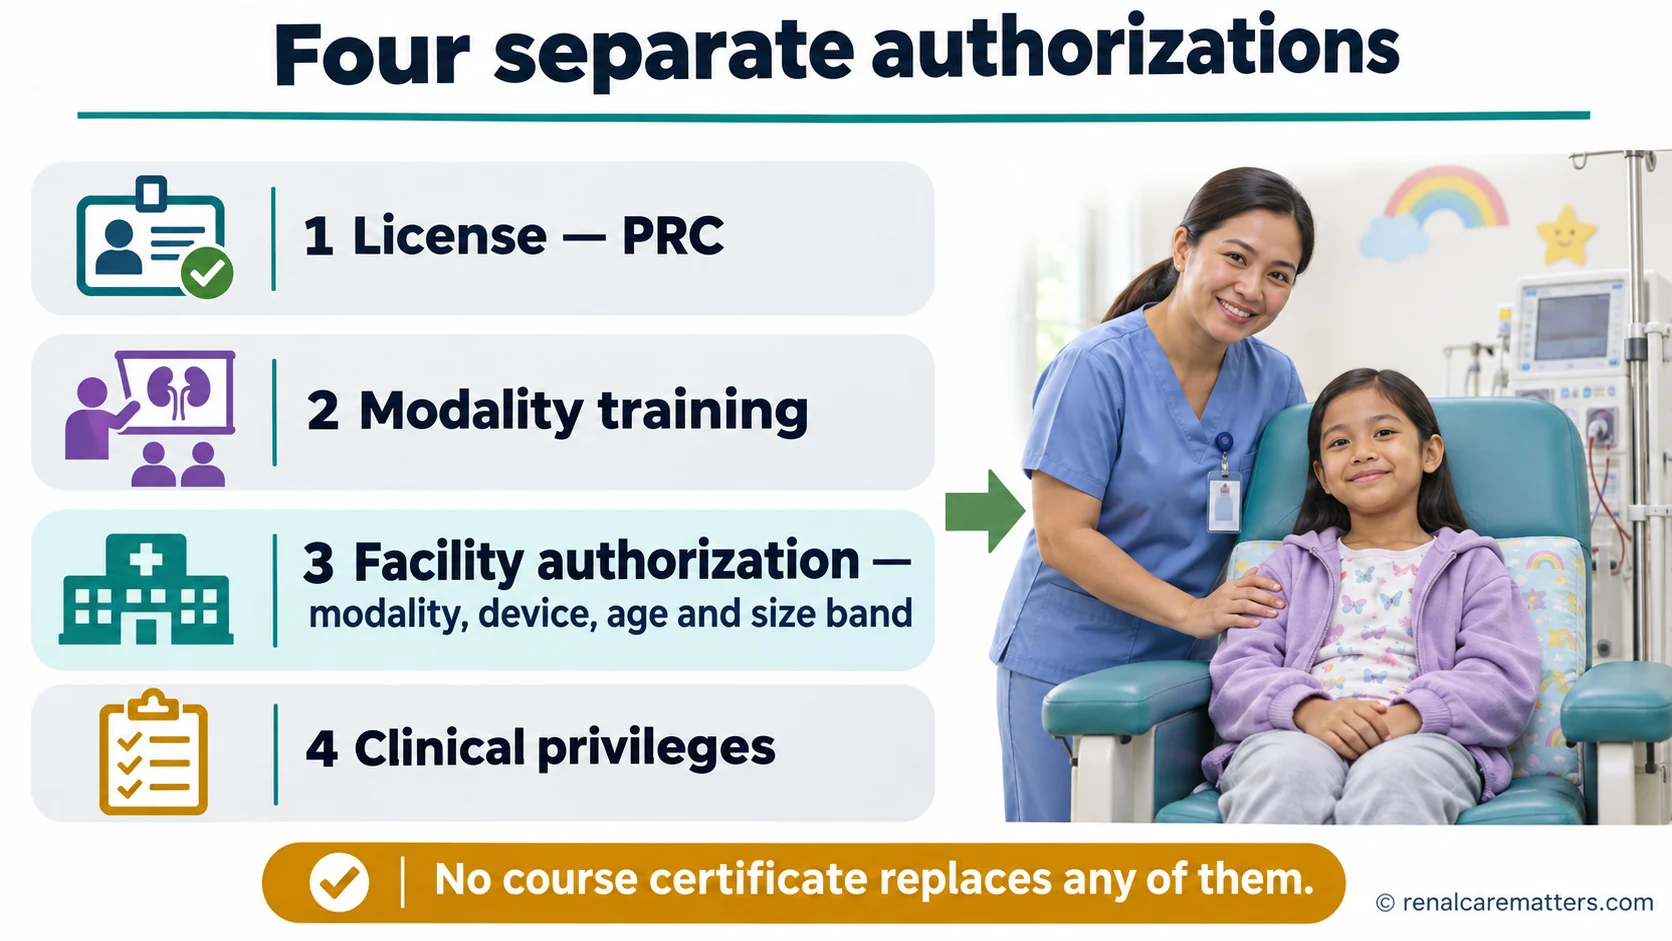 Four separate authorizations
1 License — PRC
2 Modality training
3 Facility authorization —
modality, device, age and size band
4 Clinical privileges
No course certificate replaces any of them.
© renalcarematters.com